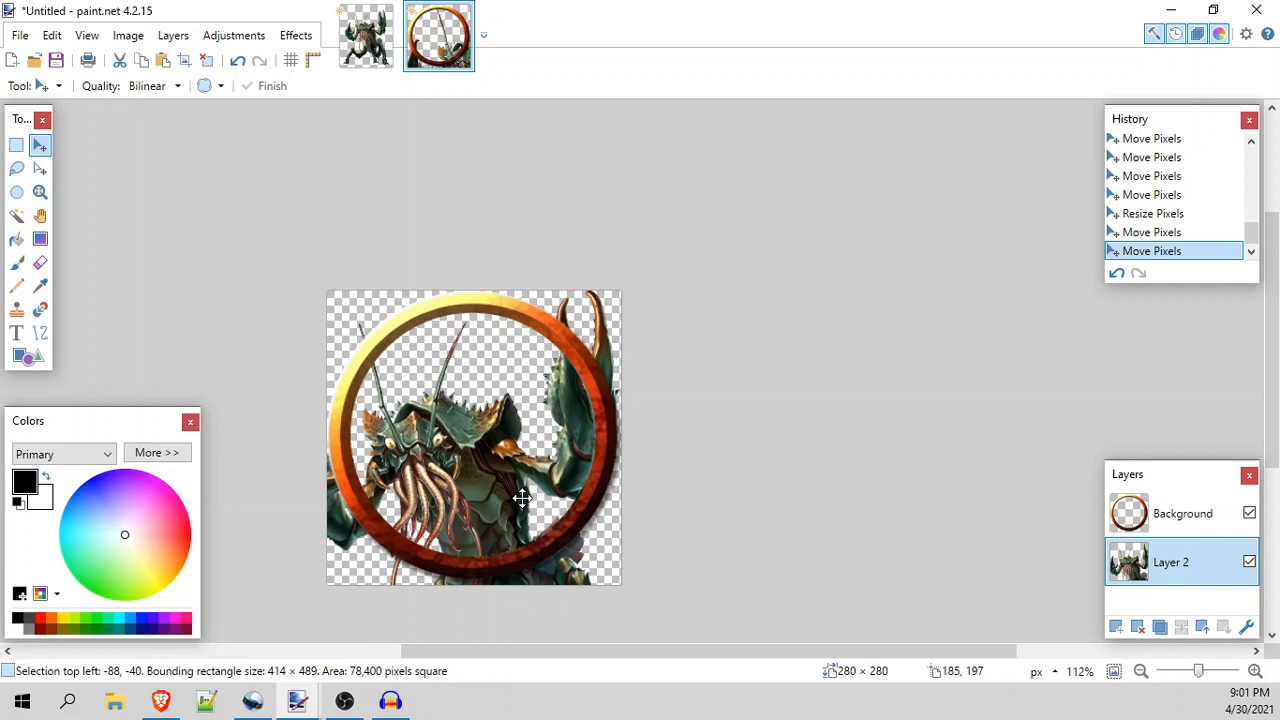 *Untitled - paint.net 4.2.15
File Edit View Image Layers Adjustments Effects
Tool: Quality: Bilinear Finish
To...
History
Move Pixels
Move Pixels
Move Pixels
Move Pixels
Resize Pixels
Move Pixels
Move Pixels
Colors
Primary More >>
Layers
Background
Layer 2
Selection top left: -88, -40. Bounding rectangle size: 414 × 489. Area: 78,400 pixels square 280 × 280 185, 197 px 112%
9:01 PM
4/30/2021